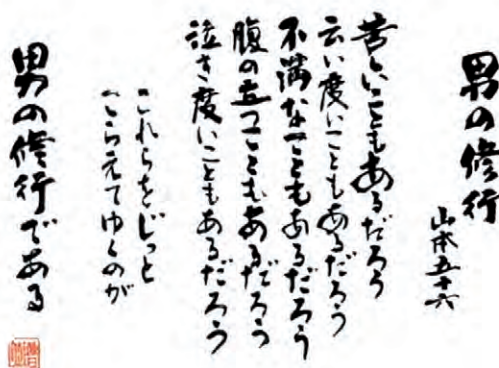 男の修行
山本五十六
苦しいこともあるだろう
云い度いこともあるだろう
不満なこともあるだろう
腹の立つこともあるだろう
泣き度いこともあるだろう
これらをじっと
こらえてゆくのが
男の修行である